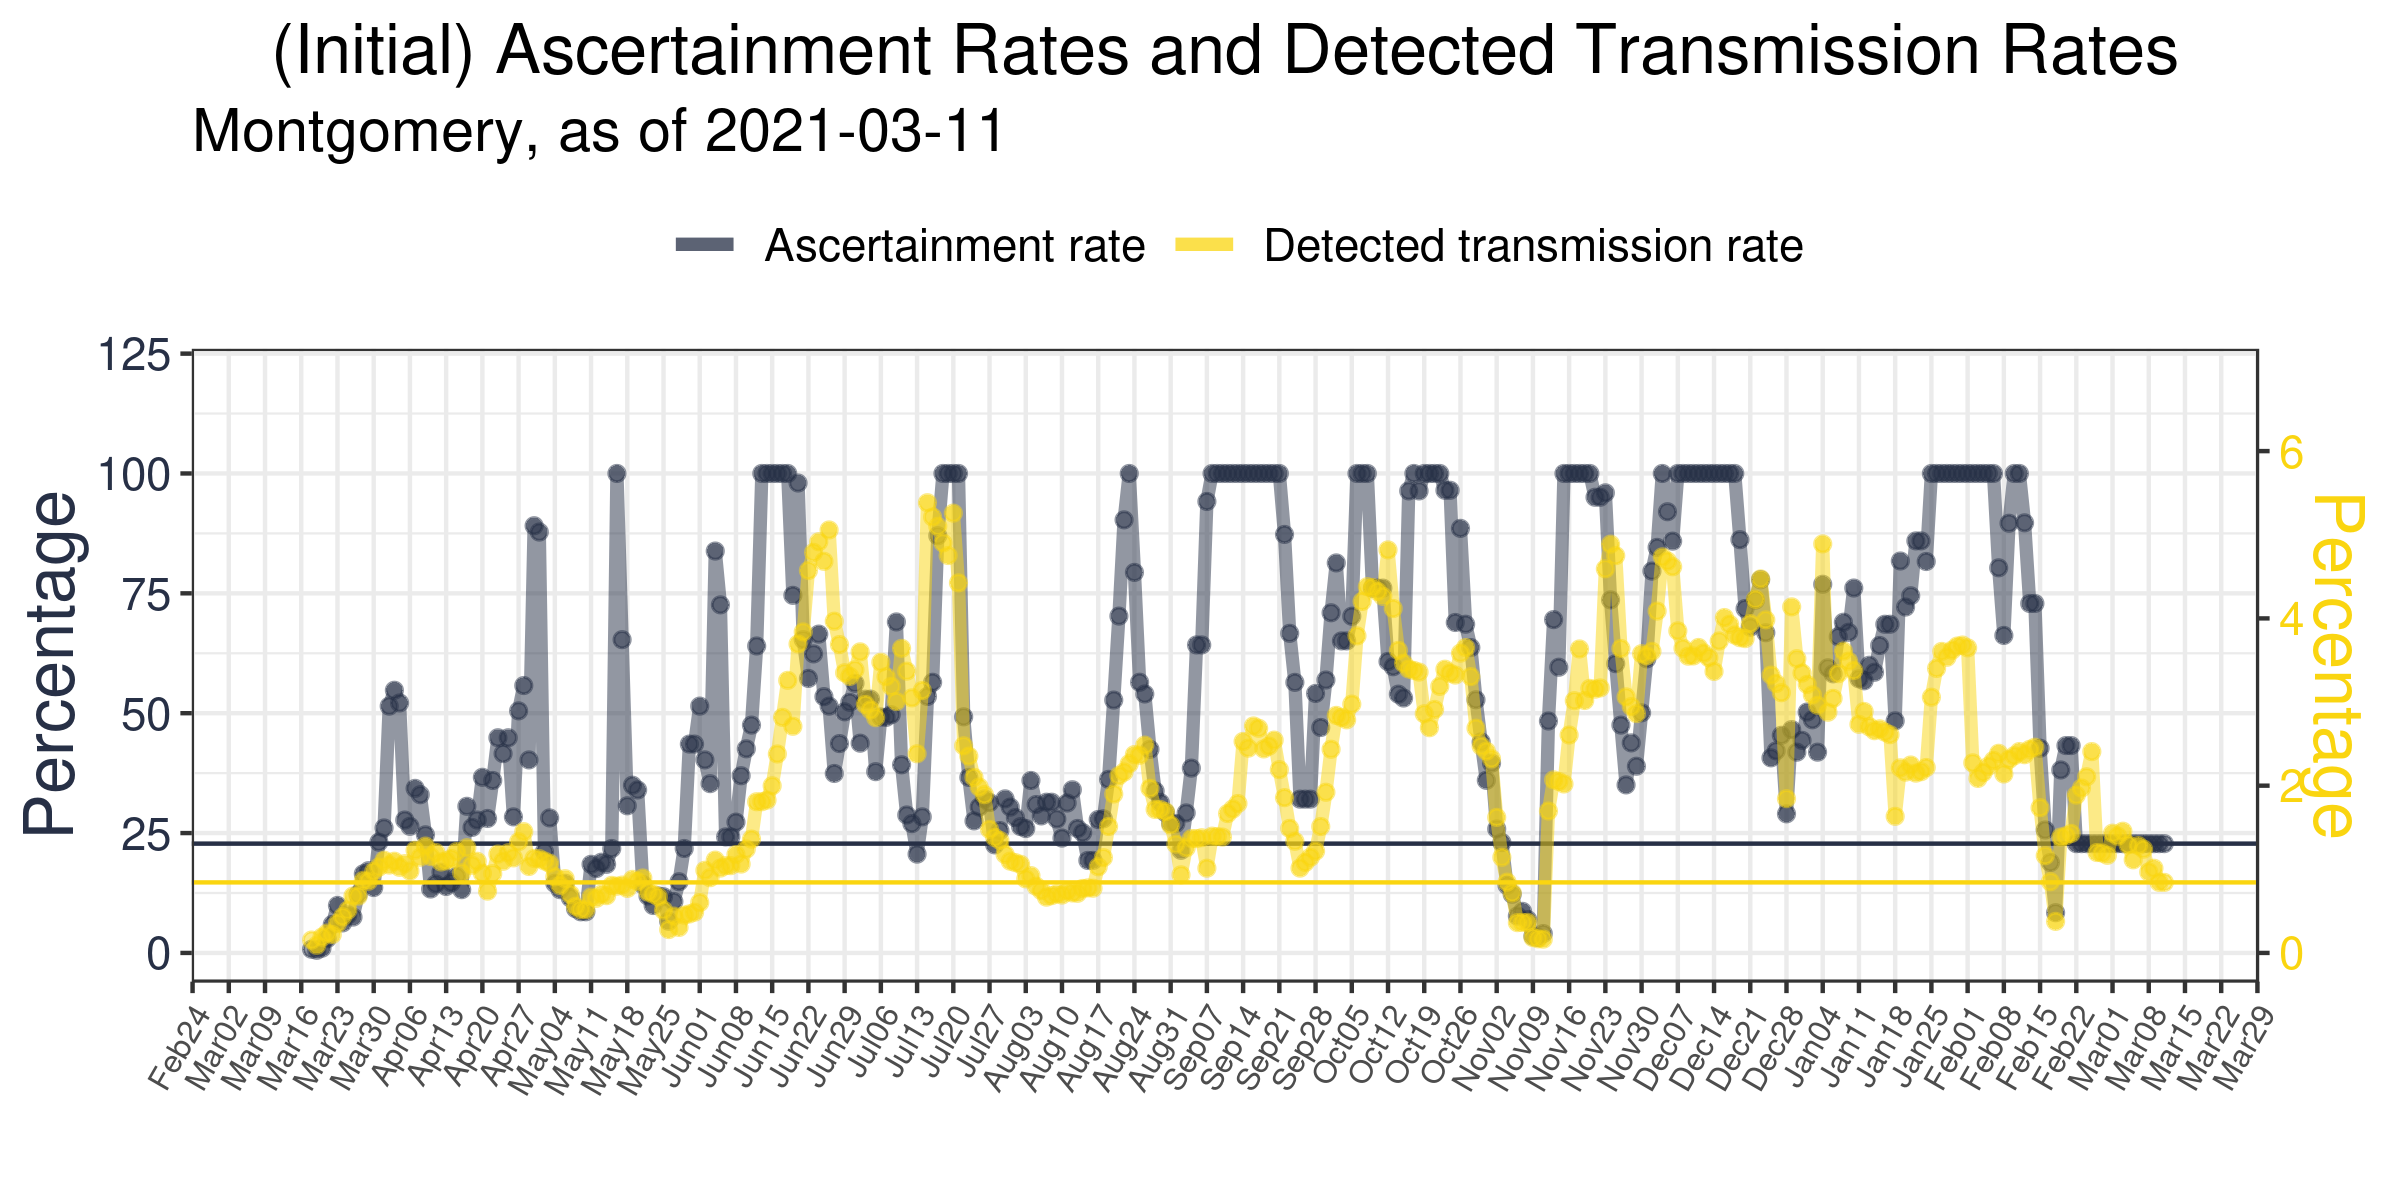 (Initial) Ascertainment Rates and Detected Transmission Rates
Montgomery, as of 2021-03-11
Ascertainment rate
Detected transmission rate
125
100
75
50
25
0
Percentage
6
4
2
0
Percentage
Feb24
Mar02
Mar09
Mar16
Mar23
Mar30
Apr06
Apr13
Apr20
Apr27
May04
May11
May18
May25
Jun01
Jun08
Jun15
Jun22
Jun29
Jul06
Jul13
Jul20
Jul27
Aug03
Aug10
Aug17
Aug24
Aug31
Sep07
Sep14
Sep21
Sep28
Oct05
Oct12
Oct19
Oct26
Nov02
Nov09
Nov16
Nov23
Nov30
Dec07
Dec14
Dec21
Dec28
Jan04
Jan11
Jan18
Jan25
Feb01
Feb08
Feb15
Feb22
Mar01
Mar08
Mar15
Mar22
Mar29